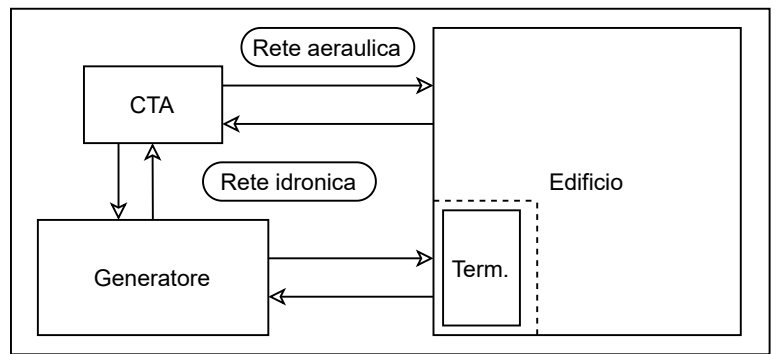 Rete aeraulica
CTA
Rete idronica
Edificio
Generatore
Term.